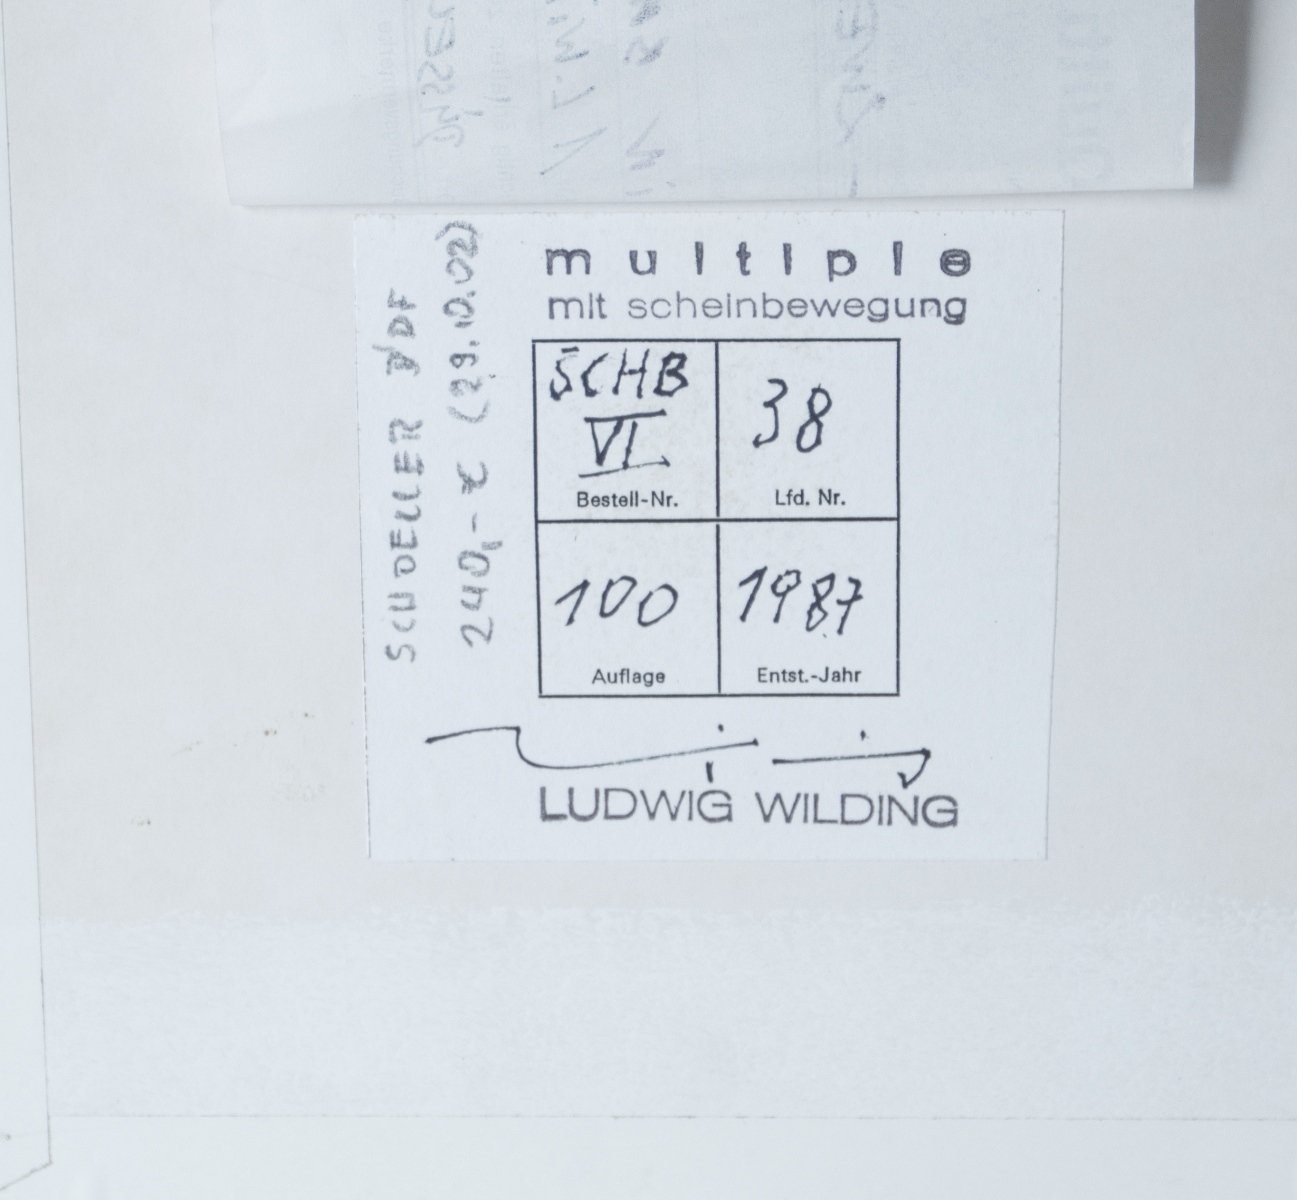 multiple
mit scheinbewegung
SCHB
VI
Bestell-Nr.
38
Lfd. Nr.
100
Auflage
1987
Entst.-Jahr
LUDWIG WILDING
SCHOELLER DDF
240,- € (29.10.02)